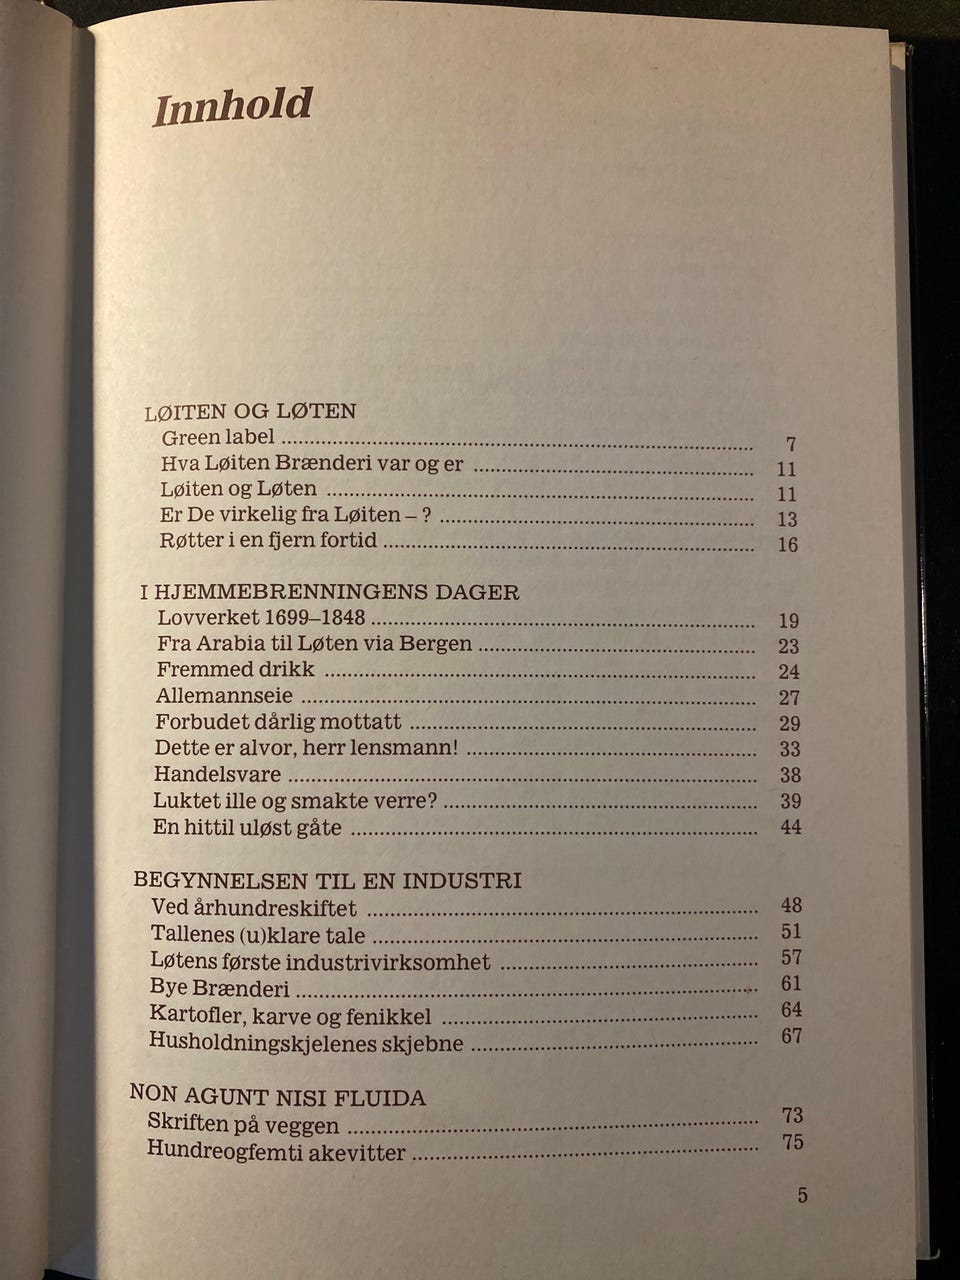 Innhold
LØITEN OG LØTEN
Green label ........ 7
Hva Løiten Brænderi var og er ........ 11
Løiten og Løten ........ 11
Er De virkelig fra Løiten – ? ........ 13
Røtter i en fjern fortid ........ 16
I HJEMMEBRENNINGENS DAGER
Lovverket 1699–1848 ........ 19
Fra Arabia til Løten via Bergen ........ 23
Fremmed drikk ........ 24
Allemannseie ........ 27
Forbudet dårlig mottatt ........ 29
Dette er alvor, herr lensmann! ........ 33
Handelsvare ........ 38
Luktet ille og smakte verre? ........ 39
En hittil uløst gåte ........ 44
BEGYNNELSEN TIL EN INDUSTRI
Ved århundreskiftet ........ 48
Tallenes (u)klare tale ........ 51
Løtens første industrivirksomhet ........ 57
Bye Brænderi ........ 61
Kartofler, karve og fenikkel ........ 64
Husholdningskjelenes skjebne ........ 67
NON AGUNT NISI FLUIDA
Skriften på veggen ........ 73
Hundreogfemti akevitter ........ 75
5